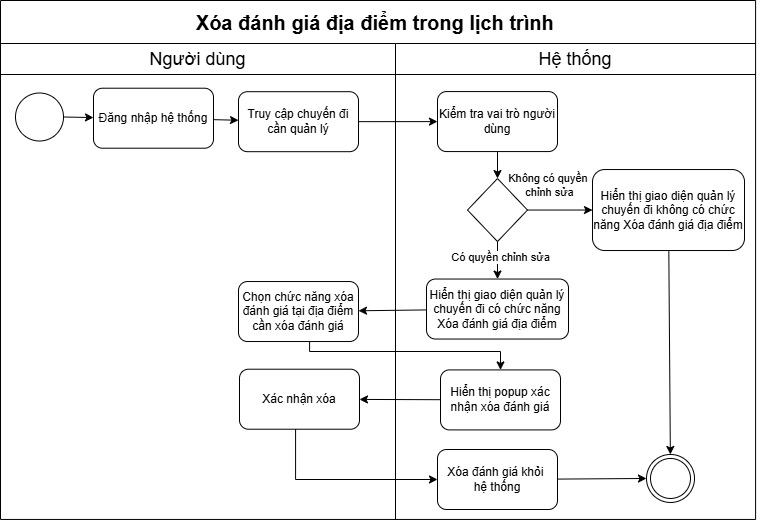 Xóa đánh giá địa điểm trong lịch trình
Người dùng
Hệ thống
Đăng nhập hệ thống
Truy cập chuyến đi
cần quản lý
Kiểm tra vai trò người
dùng
Không có quyền
chỉnh sửa
Hiển thị giao diện quản lý
chuyến đi không có chức
năng Xóa đánh giá địa điểm
Có quyền chỉnh sửa
Hiển thị giao diện quản lý
chuyến đi có chức năng
Xóa đánh giá địa điểm
Chọn chức năng xóa
đánh giá tại địa điểm
cần xóa đánh giá
Hiển thị popup xác
nhận xóa đánh giá
Xác nhận xóa
Xóa đánh giá khỏi
hệ thống